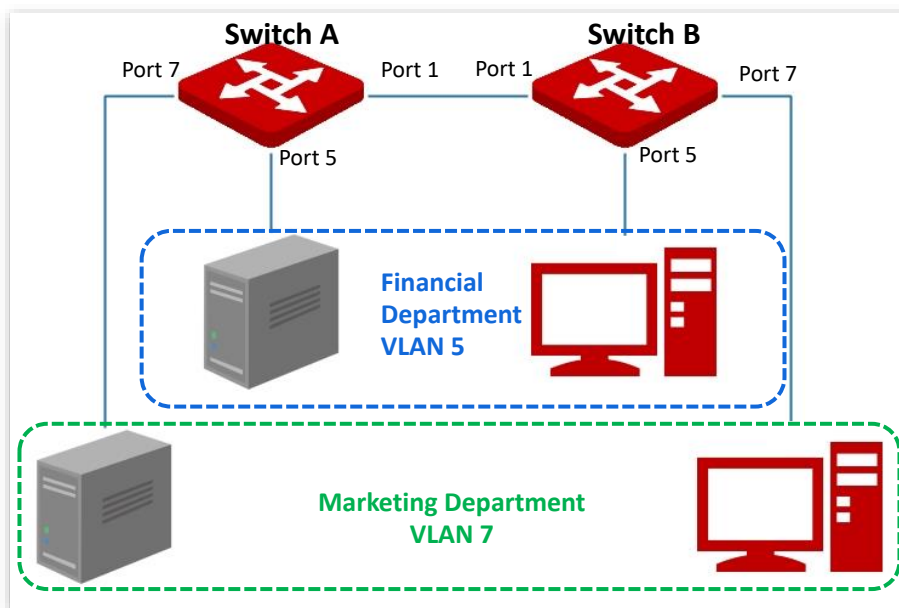 Switch A
Switch B
Port 7
Port 1
Port 1
Port 7
Port 5
Port 5
Financial
Department
VLAN 5
Marketing Department
VLAN 7